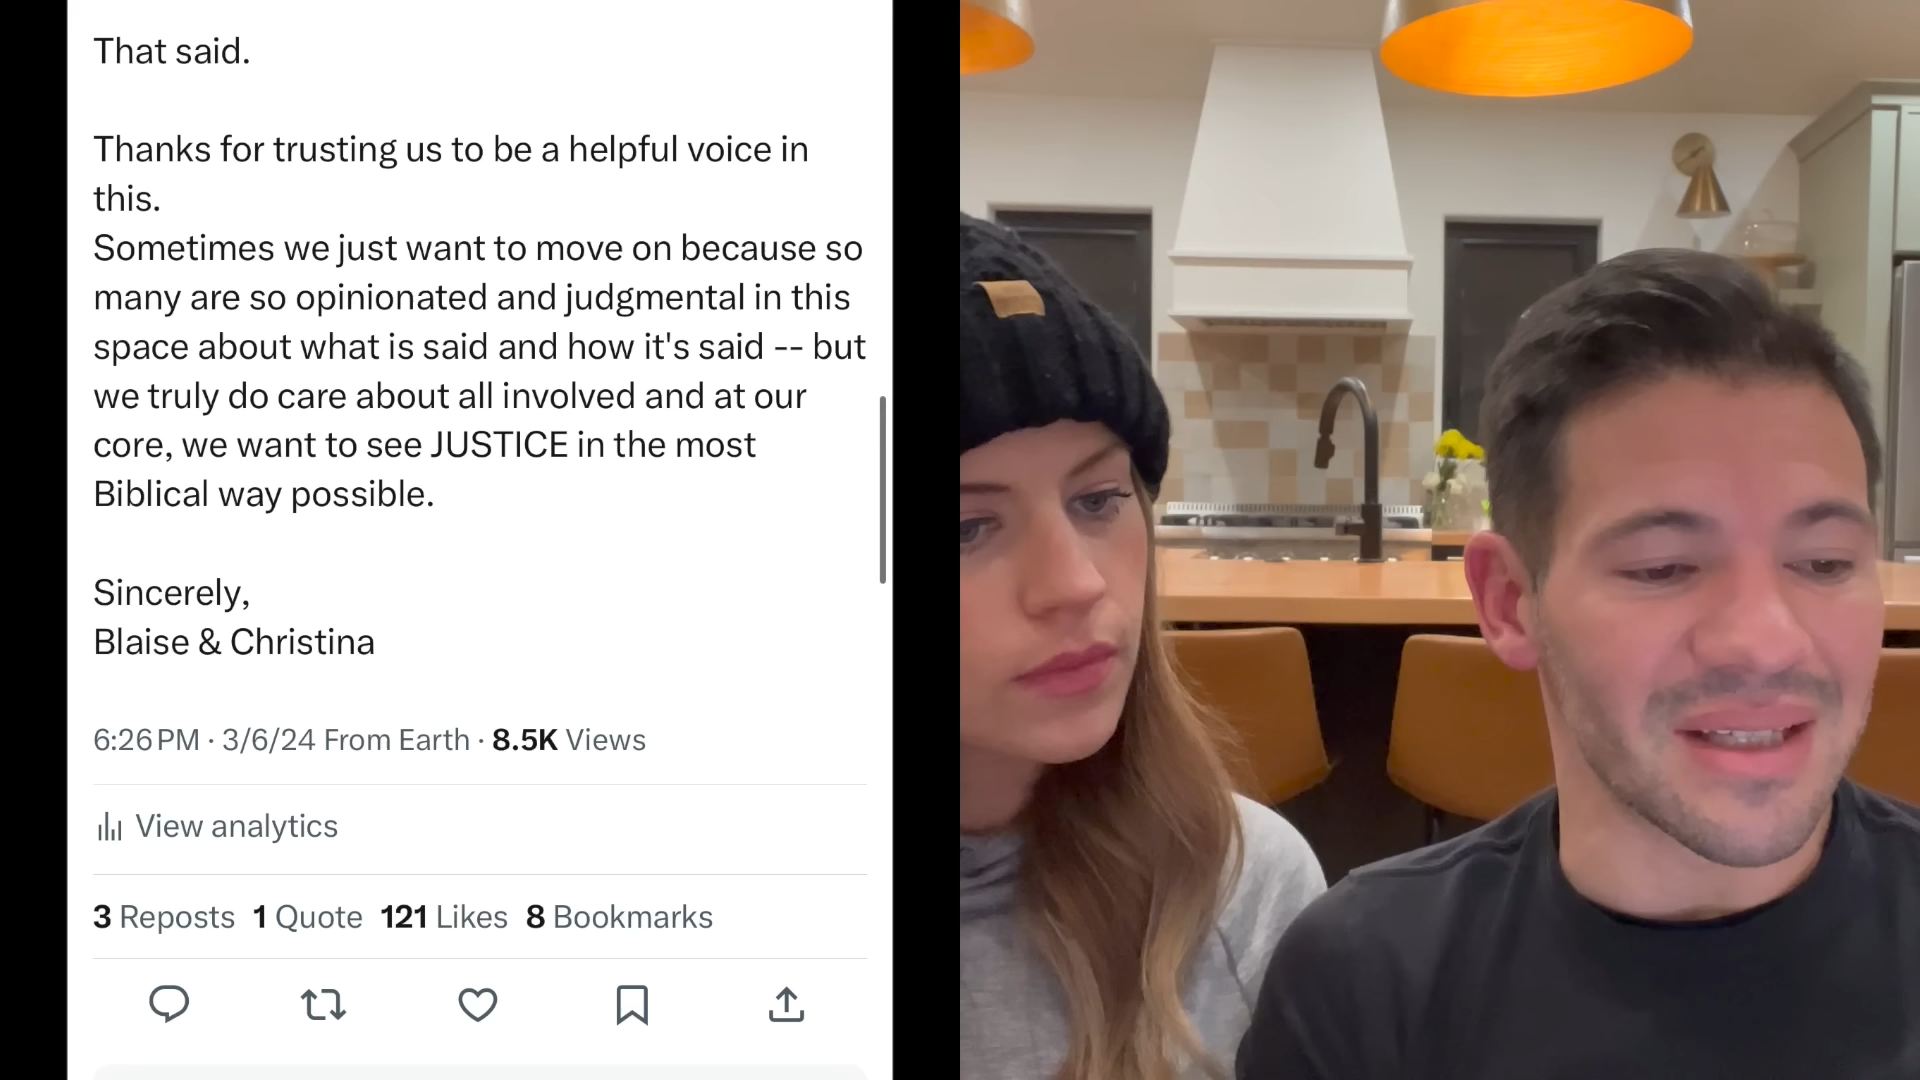 That said.
Thanks for trusting us to be a helpful voice in
this.
Sometimes we just want to move on because so
many are so opinionated and judgmental in this
space about what is said and how it's said -- but
we truly do care about all involved and at our
core, we want to see JUSTICE in the most
Biblical way possible.
Sincerely,
Blaise & Christina
6:26 PM · 3/6/24 From Earth · 8.5K Views
View analytics
3 Reposts 1 Quote 121 Likes 8 Bookmarks